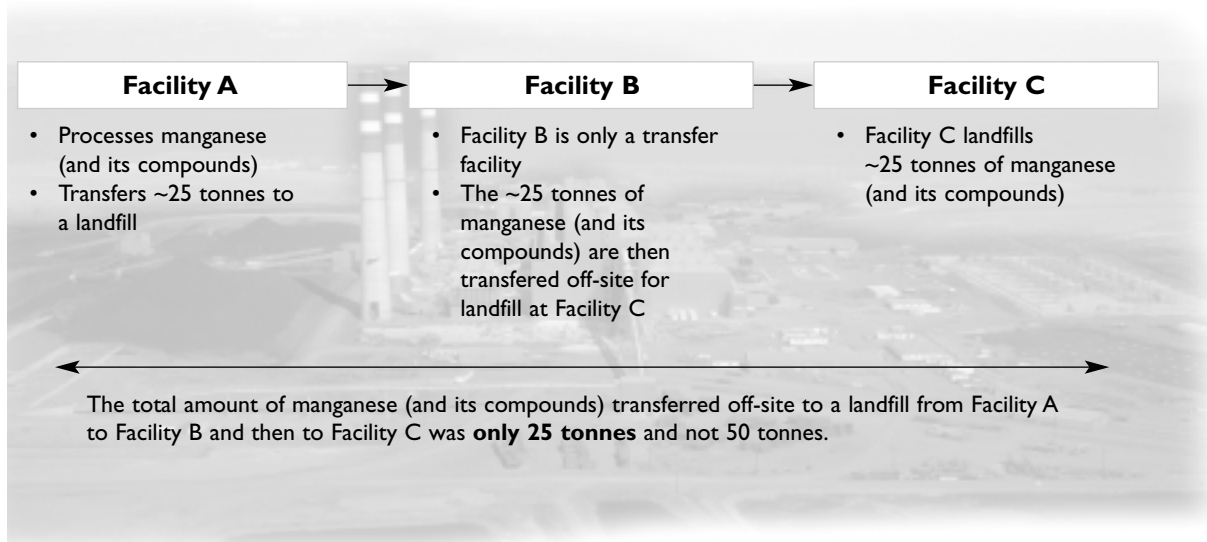 Facility A
Facility B
Facility C
• Processes manganese
(and its compounds)
• Transfers ~25 tonnes to
a landfill
• Facility B is only a transfer
facility
• The ~25 tonnes of
manganese (and its
compounds) are then
transfered off-site for
landfill at Facility C
• Facility C landfills
~25 tonnes of manganese
(and its compounds)
The total amount of manganese (and its compounds) transferred off-site to a landfill from Facility A
to Facility B and then to Facility C was only 25 tonnes and not 50 tonnes.